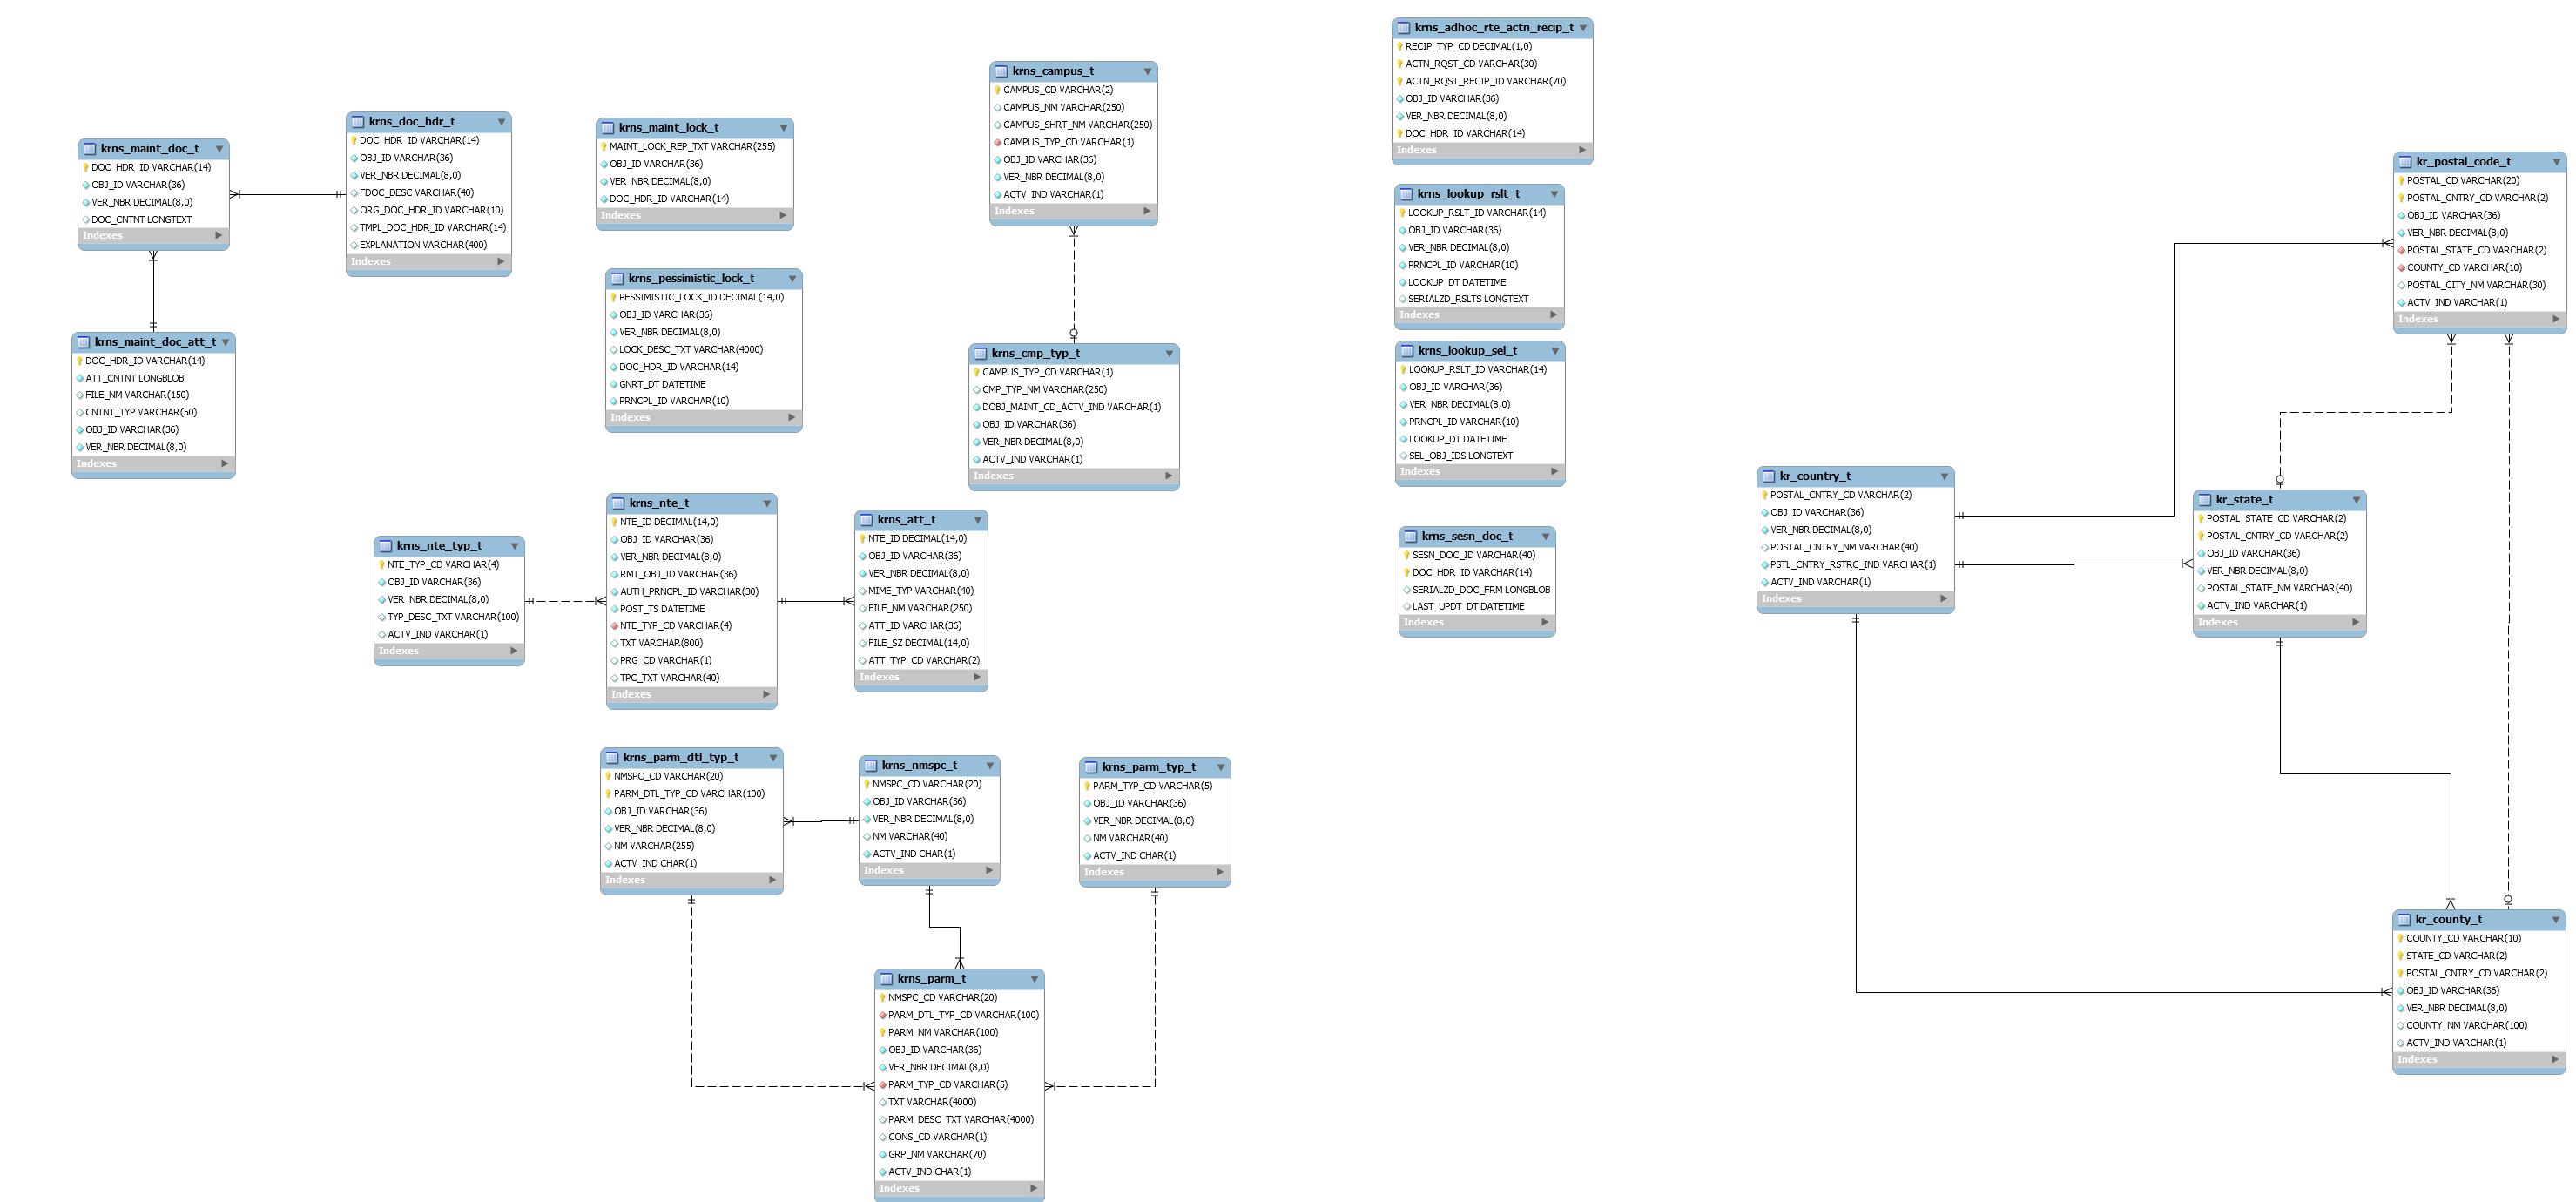 krns_maint_doc_t
DOC_HDR_ID VARCHAR(14)
OBJ_ID VARCHAR(36)
VER_NBR DECIMAL(8,0)
DOC_CNTNT LONGTEXT
Indexes
krns_doc_hdr_t
DOC_HDR_ID VARCHAR(14)
OBJ_ID VARCHAR(36)
VER_NBR DECIMAL(8,0)
FDOC_DESC VARCHAR(40)
ORG_DOC_HDR_ID VARCHAR(10)
TMPL_DOC_HDR_ID VARCHAR(14)
EXPLANATION VARCHAR(400)
Indexes
krns_maint_doc_att_t
DOC_HDR_ID VARCHAR(14)
ATT_CNTNT LONGBLOB
FILE_NM VARCHAR(150)
CNTNT_TYP VARCHAR(50)
OBJ_ID VARCHAR(36)
VER_NBR DECIMAL(8,0)
Indexes
krns_maint_lock_t
MAINT_LOCK_REP_TXT VARCHAR(255)
OBJ_ID VARCHAR(36)
VER_NBR DECIMAL(8,0)
DOC_HDR_ID VARCHAR(14)
Indexes
krns_pessimistic_lock_t
PESSIMISTIC_LOCK_ID DECIMAL(14,0)
OBJ_ID VARCHAR(36)
VER_NBR DECIMAL(8,0)
LOCK_DESC_TXT VARCHAR(4000)
DOC_HDR_ID VARCHAR(14)
GNRT_DT DATETIME
PRNCPL_ID VARCHAR(10)
Indexes
krns_campus_t
CAMPUS_CD VARCHAR(2)
CAMPUS_NM VARCHAR(250)
CAMPUS_SHRT_NM VARCHAR(250)
CAMPUS_TYP_CD VARCHAR(1)
OBJ_ID VARCHAR(36)
VER_NBR DECIMAL(8,0)
ACTV_IND VARCHAR(1)
Indexes
krns_cmp_typ_t
CAMPUS_TYP_CD VARCHAR(1)
CMP_TYP_NM VARCHAR(250)
DOBJ_MAINT_CD_ACTV_IND VARCHAR(1)
OBJ_ID VARCHAR(36)
VER_NBR DECIMAL(8,0)
ACTV_IND VARCHAR(1)
Indexes
krns_nte_typ_t
NTE_TYP_CD VARCHAR(4)
OBJ_ID VARCHAR(36)
VER_NBR DECIMAL(8,0)
TYP_DESC_TXT VARCHAR(100)
ACTV_IND VARCHAR(1)
Indexes
krns_nte_t
NTE_ID DECIMAL(14,0)
OBJ_ID VARCHAR(36)
VER_NBR DECIMAL(8,0)
RMT_OBJ_ID VARCHAR(36)
AUTH_PRNCPL_ID VARCHAR(30)
POST_TS DATETIME
NTE_TYP_CD VARCHAR(4)
TXT VARCHAR(800)
PRG_CD VARCHAR(1)
TPC_TXT VARCHAR(40)
Indexes
krns_att_t
NTE_ID DECIMAL(14,0)
OBJ_ID VARCHAR(36)
VER_NBR DECIMAL(8,0)
MIME_TYP VARCHAR(40)
FILE_NM VARCHAR(250)
ATT_ID VARCHAR(36)
FILE_SZ DECIMAL(14,0)
ATT_TYP_CD VARCHAR(2)
Indexes
krns_parm_dtl_typ_t
NMSPC_CD VARCHAR(20)
PARM_DTL_TYP_CD VARCHAR(100)
OBJ_ID VARCHAR(36)
VER_NBR DECIMAL(8,0)
NM VARCHAR(255)
ACTV_IND CHAR(1)
Indexes
krns_nmspc_t
NMSPC_CD VARCHAR(20)
OBJ_ID VARCHAR(36)
VER_NBR DECIMAL(8,0)
NM VARCHAR(40)
ACTV_IND CHAR(1)
Indexes
krns_parm_typ_t
PARM_TYP_CD VARCHAR(5)
OBJ_ID VARCHAR(36)
VER_NBR DECIMAL(8,0)
NM VARCHAR(40)
ACTV_IND CHAR(1)
Indexes
krns_parm_t
NMSPC_CD VARCHAR(20)
PARM_DTL_TYP_CD VARCHAR(100)
PARM_NM VARCHAR(100)
OBJ_ID VARCHAR(36)
VER_NBR DECIMAL(8,0)
PARM_TYP_CD VARCHAR(5)
TXT VARCHAR(4000)
PARM_DESC_TXT VARCHAR(4000)
CONS_CD VARCHAR(1)
GRP_NM VARCHAR(70)
ACTV_IND CHAR(1)
Indexes
krns_adhoc_rte_actn_recip_t
RECIP_TYP_CD DECIMAL(1,0)
ACTN_RQST_CD VARCHAR(30)
ACTN_RQST_RECIP_ID VARCHAR(70)
OBJ_ID VARCHAR(36)
VER_NBR DECIMAL(8,0)
DOC_HDR_ID VARCHAR(14)
Indexes
krns_lookup_rslt_t
LOOKUP_RSLT_ID VARCHAR(14)
OBJ_ID VARCHAR(36)
VER_NBR DECIMAL(8,0)
PRNCPL_ID VARCHAR(10)
LOOKUP_DT DATETIME
SERIALZD_RSLTS LONGTEXT
Indexes
krns_lookup_sel_t
LOOKUP_RSLT_ID VARCHAR(14)
OBJ_ID VARCHAR(36)
VER_NBR DECIMAL(8,0)
PRNCPL_ID VARCHAR(10)
LOOKUP_DT DATETIME
SEL_OBJ_IDS LONGTEXT
Indexes
krns_sesn_doc_t
SESN_DOC_ID VARCHAR(40)
DOC_HDR_ID VARCHAR(14)
SERIALZD_DOC_FRM LONGBLOB
LAST_UPDT_DT DATETIME
Indexes
kr_country_t
POSTAL_CNTRY_CD VARCHAR(2)
OBJ_ID VARCHAR(36)
VER_NBR DECIMAL(8,0)
POSTAL_CNTRY_NM VARCHAR(40)
PSTL_CNTRY_RSTRC_IND VARCHAR(1)
ACTV_IND VARCHAR(1)
Indexes
kr_postal_code_t
POSTAL_CD VARCHAR(20)
POSTAL_CNTRY_CD VARCHAR(2)
OBJ_ID VARCHAR(36)
VER_NBR DECIMAL(8,0)
POSTAL_STATE_CD VARCHAR(2)
COUNTY_CD VARCHAR(10)
POSTAL_CITY_NM VARCHAR(30)
ACTV_IND VARCHAR(1)
Indexes
kr_state_t
POSTAL_STATE_CD VARCHAR(2)
POSTAL_CNTRY_CD VARCHAR(2)
OBJ_ID VARCHAR(36)
VER_NBR DECIMAL(8,0)
POSTAL_STATE_NM VARCHAR(40)
ACTV_IND VARCHAR(1)
Indexes
kr_county_t
COUNTY_CD VARCHAR(10)
STATE_CD VARCHAR(2)
POSTAL_CNTRY_CD VARCHAR(2)
OBJ_ID VARCHAR(36)
VER_NBR DECIMAL(8,0)
COUNTY_NM VARCHAR(100)
ACTV_IND VARCHAR(1)
Indexes